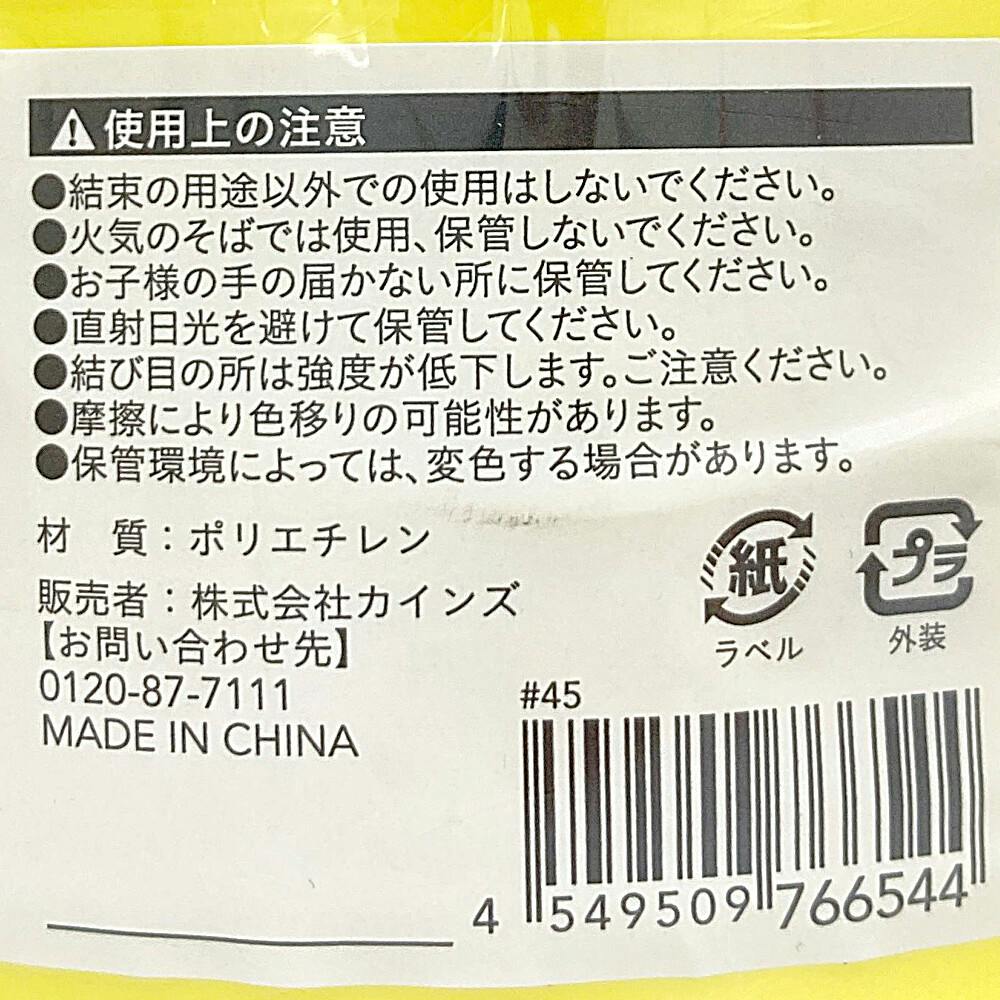 ⚠使用上の注意
●結束の用途以外での使用はしないでください。
●火気のそばでは使用、保管しないでください。
●お子様の手の届かない所に保管してください。
●直射日光を避けて保管してください。
●結び目の所は強度が低下します。ご注意ください。
●摩擦により色移りの可能性があります。
●保管環境によっては、変色する場合があります。
材 質：ポリエチレン
販売者：株式会社カインズ
【お問い合わせ先】
0120-87-7111
MADE IN CHINA
紙
ラベル
プラ
外装
#45
4 549509 766544